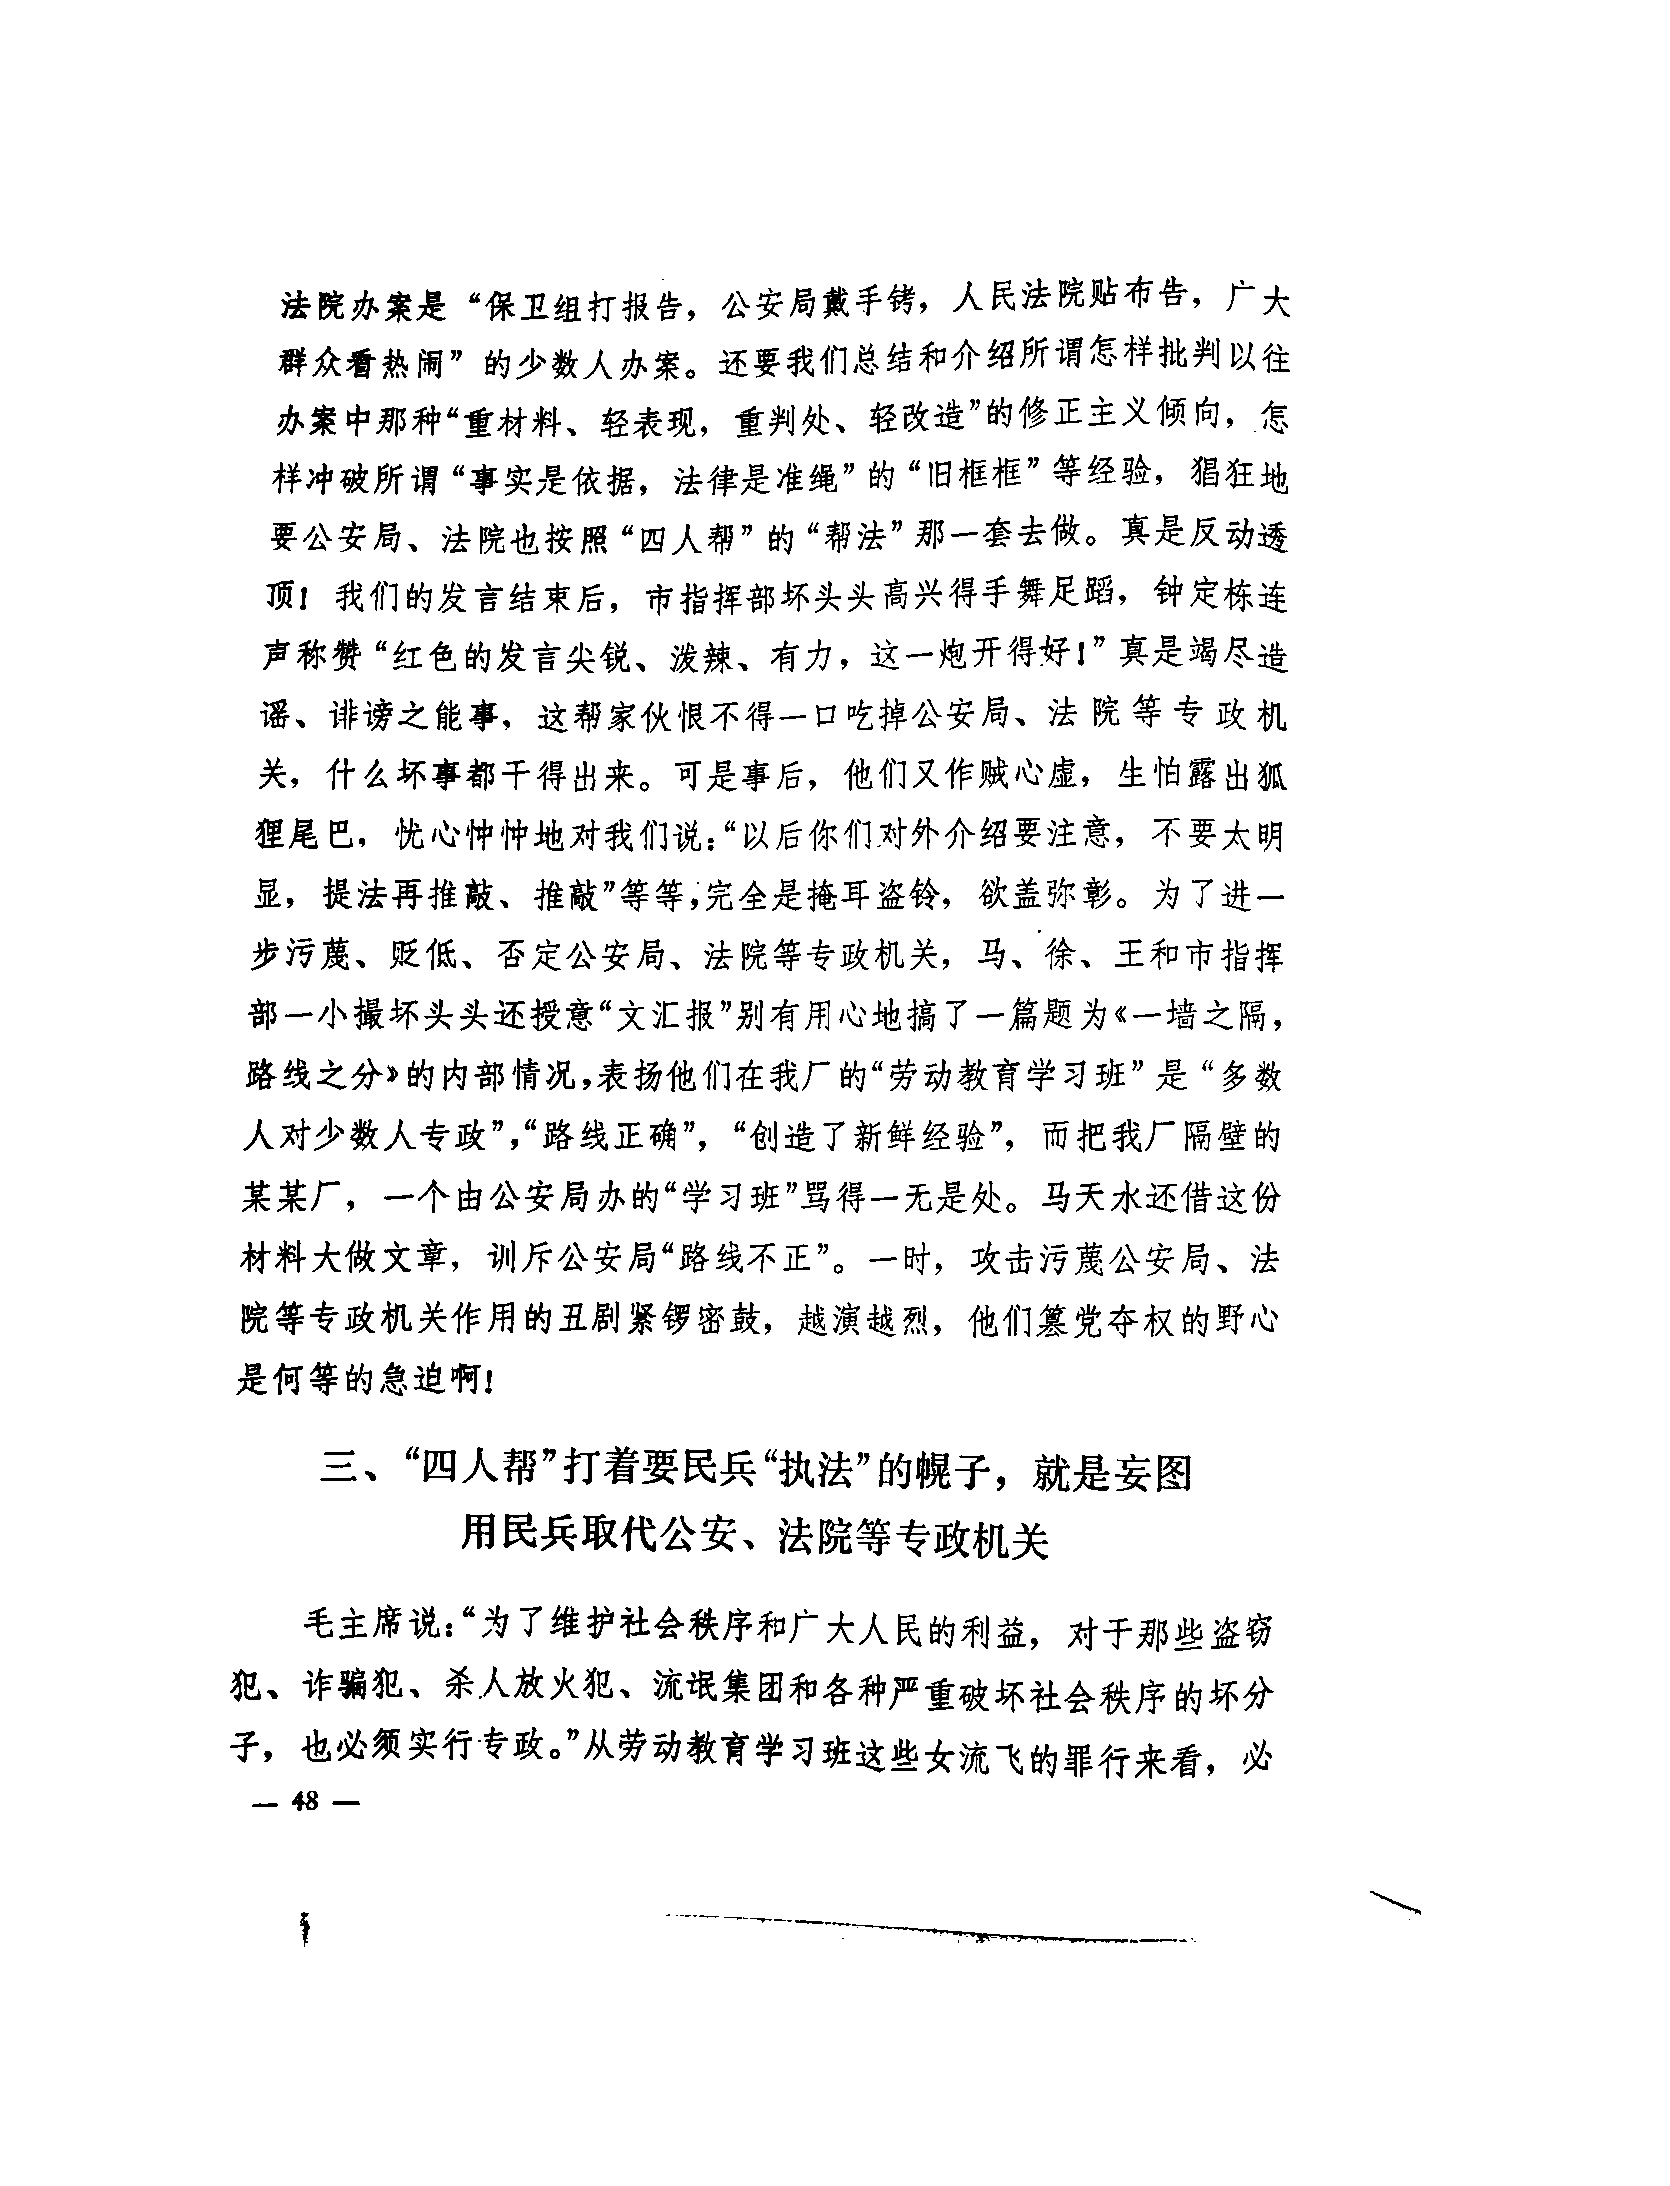 法院办案是“保卫组打报告，公安局戴手铐，人民法院贴布告，广大
群众看热闹”的少数人办案。还要我们总结和介绍所谓怎样批判以往
办案中那种“重材料、轻表现，重判处、轻改造”的修正主义倾向，怎
样冲破所谓“事实是依据，法律是准绳”的“旧框框”等经验，猖狂地
要公安局、法院也按照“四人帮”的“帮法”那一套去做。真是反动透
顶！我们的发言结束后，市指挥部坏头头高兴得手舞足蹈，钟定栋连
声称赞“红色的发言尖锐、泼辣、有力，这一炮开得好！”真是竭尽造
谣、诽谤之能事，这帮家伙恨不得一口吃掉公安局、法院等专政机
关，什么坏事都干得出来。可是事后，他们又作贼心虚，生怕露出狐
狸尾巴，忧心忡忡地对我们说：“以后你们对外介绍要注意，不要太明
显，提法再推敲、推敲”等等，完全是掩耳盗铃，欲盖弥彰。为了进一
步污蔑、贬低、否定公安局、法院等专政机关，马、徐、王和市指挥
部一小撮坏头头还授意“文汇报”别有用心地搞了一篇题为《一墙之隔，
路线之分》的内部情况，表扬他们在我厂的“劳动教育学习班”是“多数
人对少数人专政”，“路线正确”，“创造了新鲜经验”，而把我厂隔壁的
某某厂，一个由公安局办的“学习班”骂得一无是处。马天水还借这份
材料大做文章，训斥公安局“路线不正”。一时，攻击污蔑公安局、法
院等专政机关作用的丑剧紧锣密鼓，越演越烈，他们篡党夺权的野心
是何等的急迫啊！
三、“四人帮”打着要民兵“执法”的幌子，就是妄图
用民兵取代公安、法院等专政机关
毛主席说：“为了维护社会秩序和广大人民的利益，对于那些盗窃
犯、诈骗犯、杀人放火犯、流氓集团和各种严重破坏社会秩序的坏分
子，也必须实行专政。”从劳动教育学习班这些女流飞的罪行来看，必
— 48 —